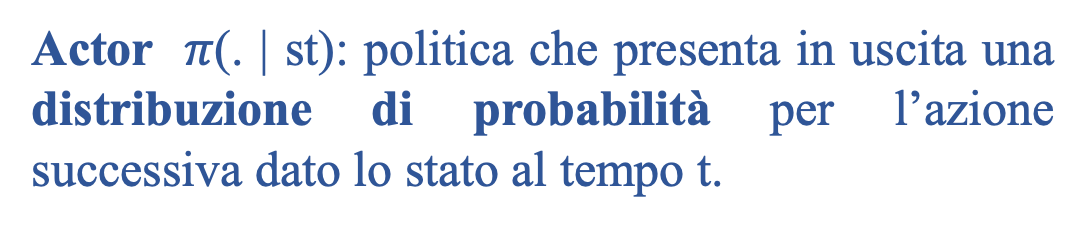 Actor π(. | st): politica che presenta in uscita una
distribuzione di probabilità per l’azione
successiva dato lo stato al tempo t.